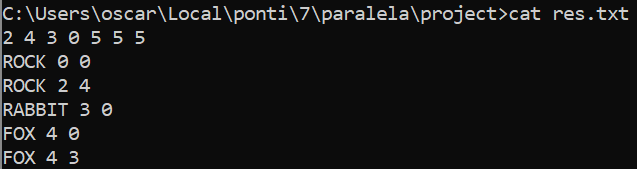 C:\Users\oscar\Local\ponti\7\paralela\project>cat res.txt
2 4 3 0 5 5 5
ROCK 0 0
ROCK 2 4
RABBIT 3 0
FOX 4 0
FOX 4 3